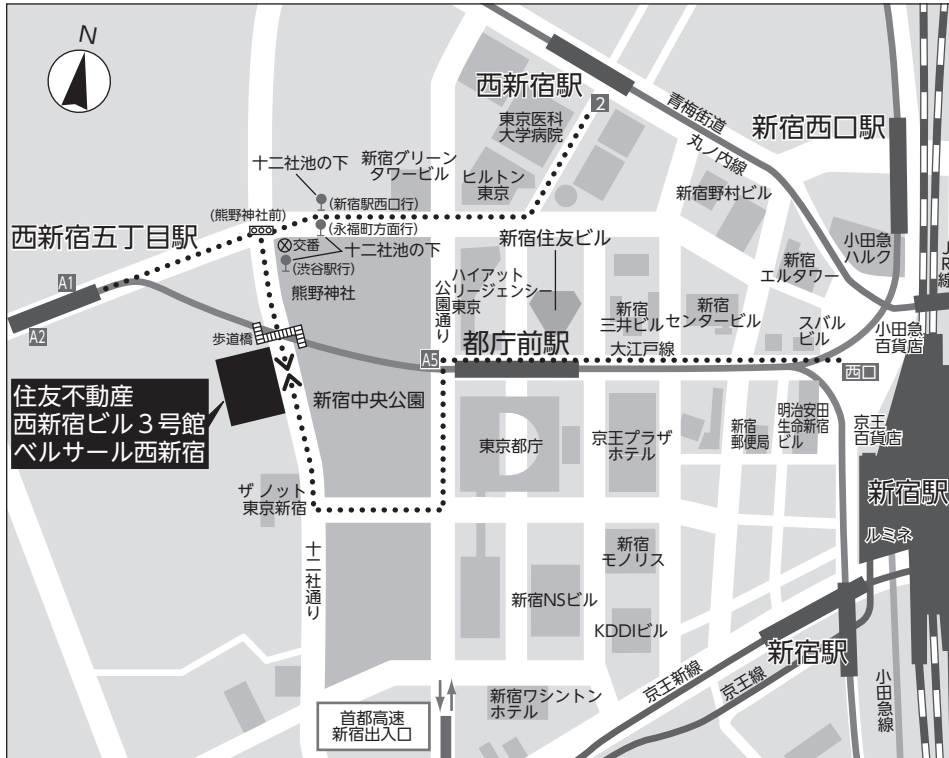 N
西新宿駅
2
東京医科
大学病院
青梅街道
丸ノ内線
新宿西口駅
十二社池の下
新宿グリーン
タワービル
ヒルトン
東京
新宿野村ビル
(新宿駅西口行)
(熊野神社前)
(永福町方面行)
西新宿五丁目駅
交番
十二社池の下
(渋谷駅行)
熊野神社
新宿住友ビル
小田急
ハルク
新宿
エルタワー
JR線
A1
A2
公園通り
ハイアット
リージェンシー
東京
新宿
三井ビル
新宿
センタービル
スバル
ビル
小田急
百貨店
歩道橋
都庁前駅
大江戸線
A5
西口
住友不動産
西新宿ビル3号館
ベルサール西新宿
新宿中央公園
東京都庁
京王プラザ
ホテル
新宿
郵便局
明治安田
生命新宿
ビル
京王
百貨店
新宿駅
ザ ノット
東京新宿
ルミネ
十二社通り
新宿
モノリス
新宿NSビル
KDDIビル
新宿駅
京王新線
京王線
小田急線
新宿ワシントン
ホテル
首都高速
新宿出入口